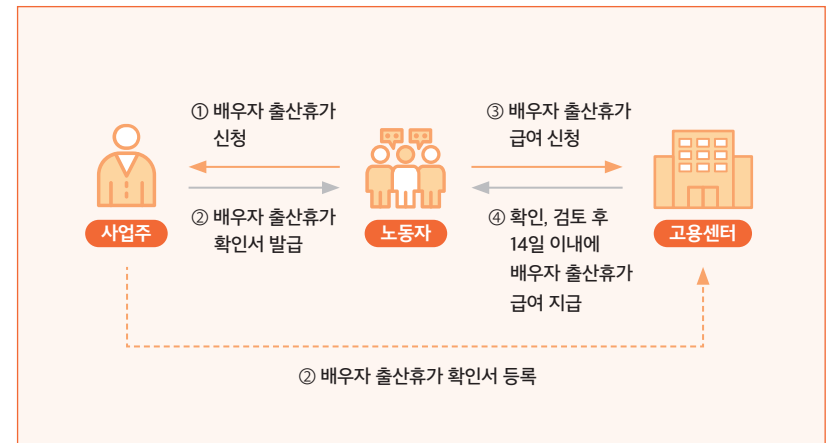 ① 배우자 출산휴가
신청
② 배우자 출산휴가
확인서 발급
③ 배우자 출산휴가
급여 신청
④ 확인, 검토 후
14일 이내에
배우자 출산휴가
급여 지급
사업주
노동자
고용센터
② 배우자 출산휴가 확인서 등록